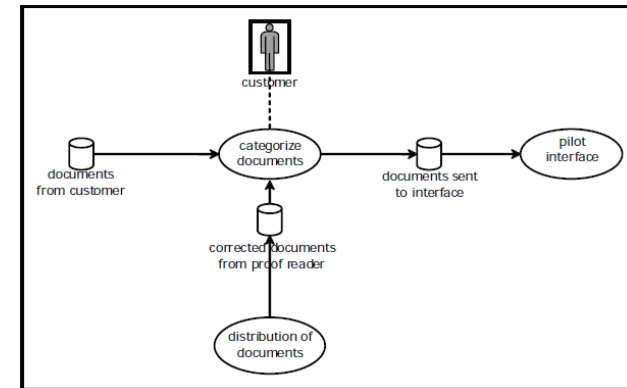 customer
categorize
documents
pilot
interface
documents
from customer
documents sent
to interface
corrected documents
from proof reader
distribution of
documents